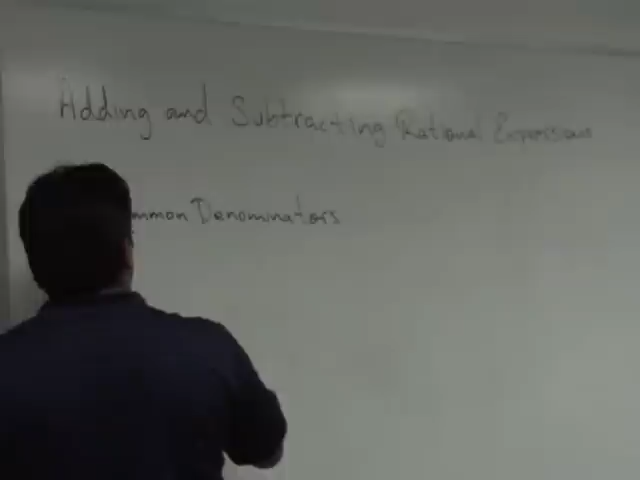 Adding and Subtracting Rational Expressions
mmon Denominators